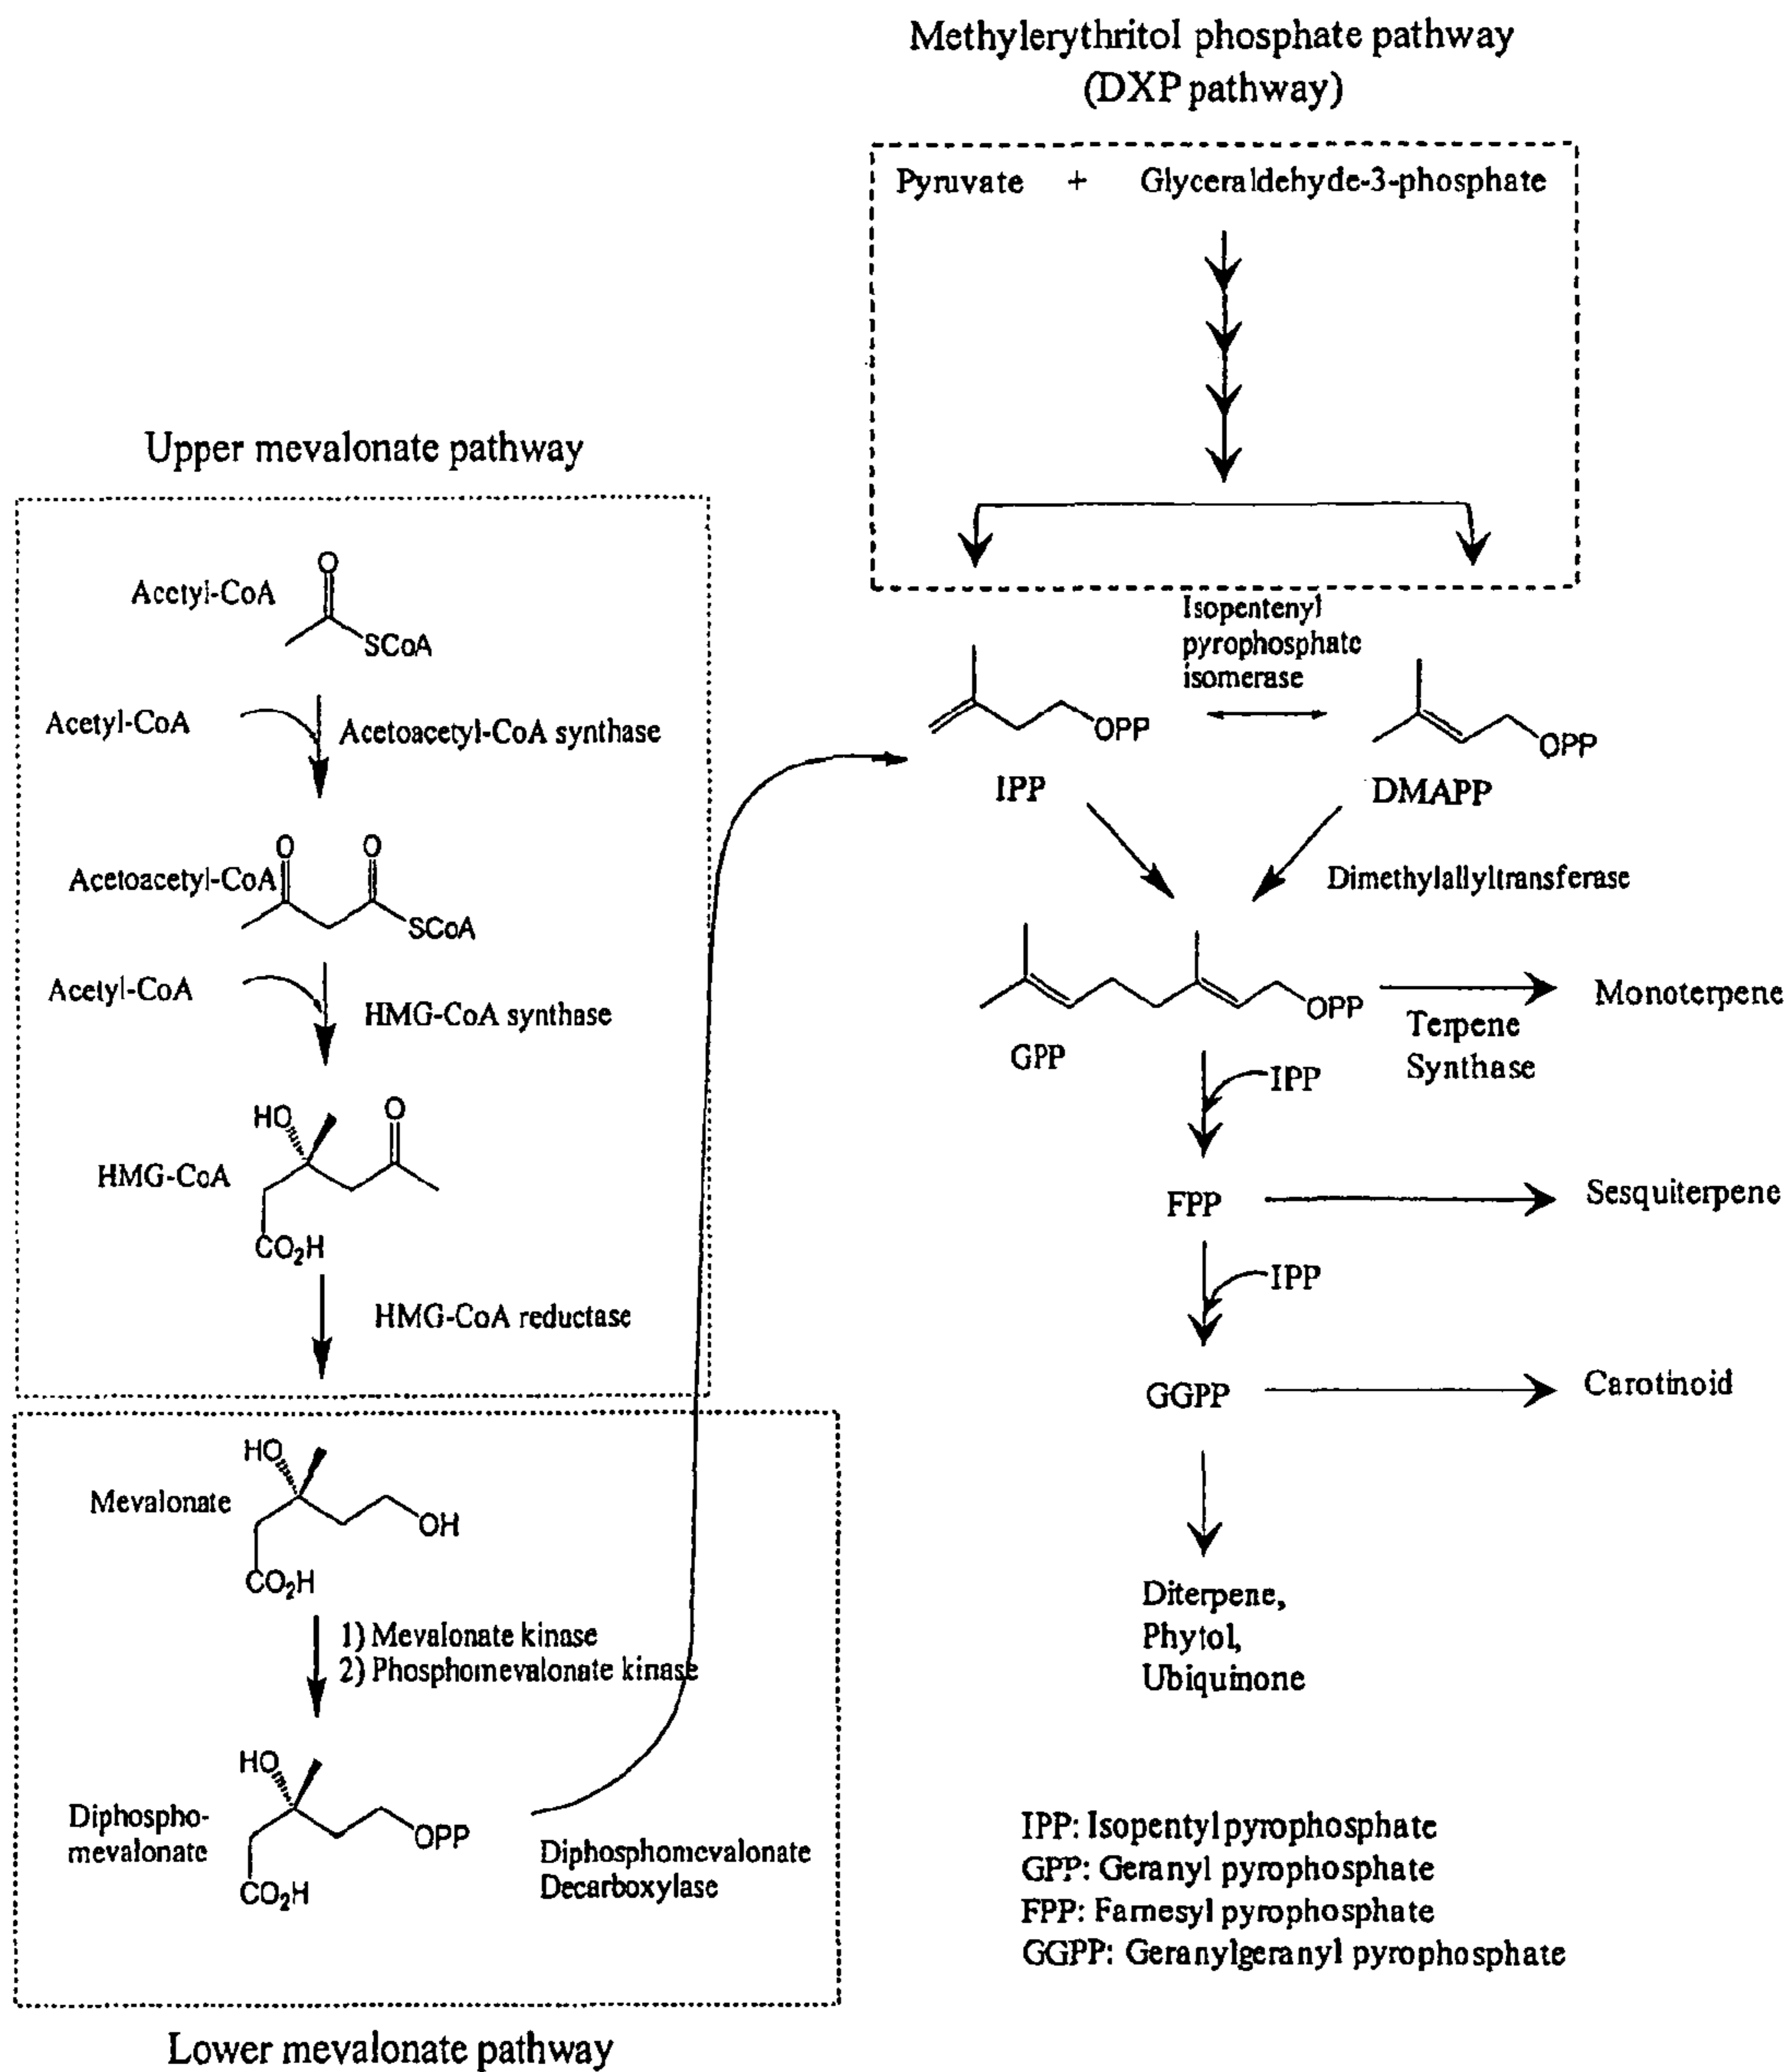 Methylerythritol phosphate pathway
(DXP pathway)
Pyruvate + Glyceraldehyde-3-phosphate
Upper mevalonate pathway
Acetyl-CoA
O
SCoA
Acetyl-CoA
Acetoacetyl-CoA synthase
O O
Acetoacetyl-CoA
SCoA
Acetyl-CoA
HMG-CoA synthase
HO O
HMG-CoA
CO2H
HMG-CoA reductase
HO
Mevalonate
OH
CO2H
1) Mevalonate kinase
2) Phosphomevalonate kinase
HO
Diphospho-
mevalonate
OPP
CO2H
Diphosphomevalonate
Decarboxylase
Lower mevalonate pathway
Isopentenyl
pyrophosphate
isomerase
OPP
OPP
IPP
DMAPP
Dimethylallyltransferase
OPP
GPP
Monoterpene
Terpene
Synthase
IPP
FPP
Sesquiterpene
IPP
GGPP
Carotinoid
Diterpene,
Phytol,
Ubiquinone
IPP: Isopentyl pyrophosphate
GPP: Geranyl pyrophosphate
FPP: Farnesyl pyrophosphate
GGPP: Geranylgeranyl pyrophosphate